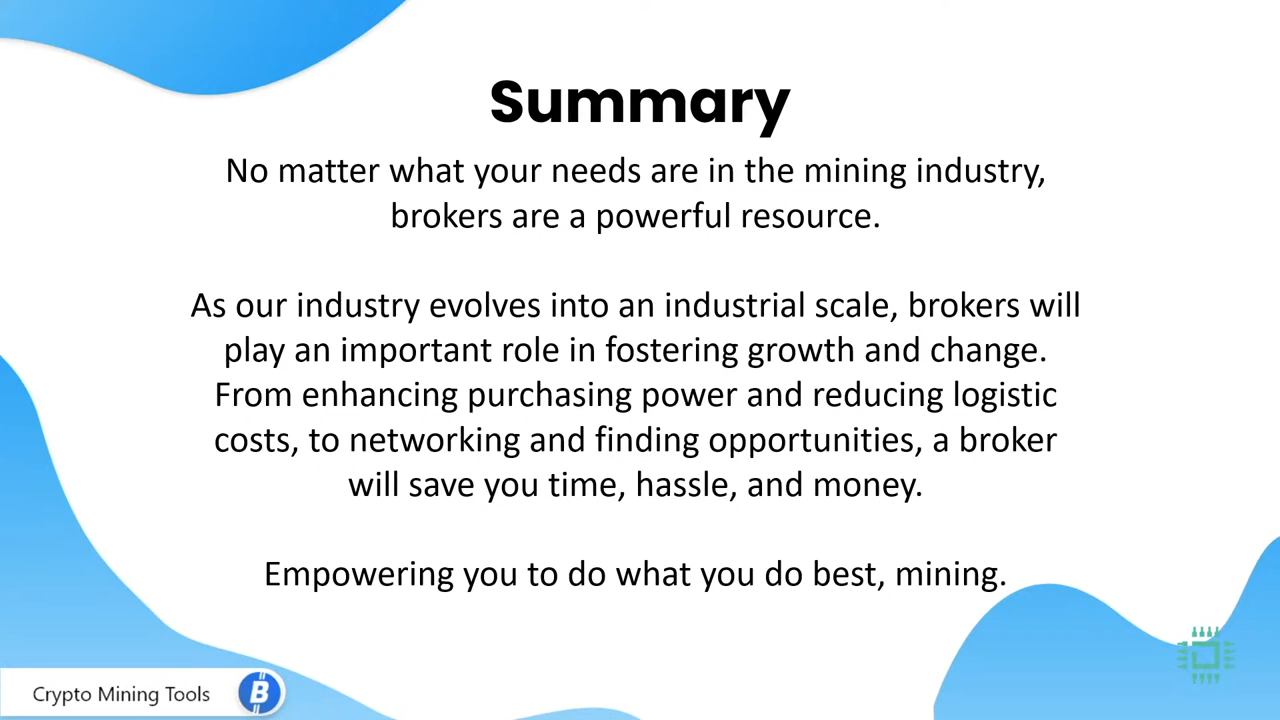 Summary
No matter what your needs are in the mining industry,
brokers are a powerful resource.
As our industry evolves into an industrial scale, brokers will
play an important role in fostering growth and change.
From enhancing purchasing power and reducing logistic
costs, to networking and finding opportunities, a broker
will save you time, hassle, and money.
Empowering you to do what you do best, mining.
Crypto Mining Tools